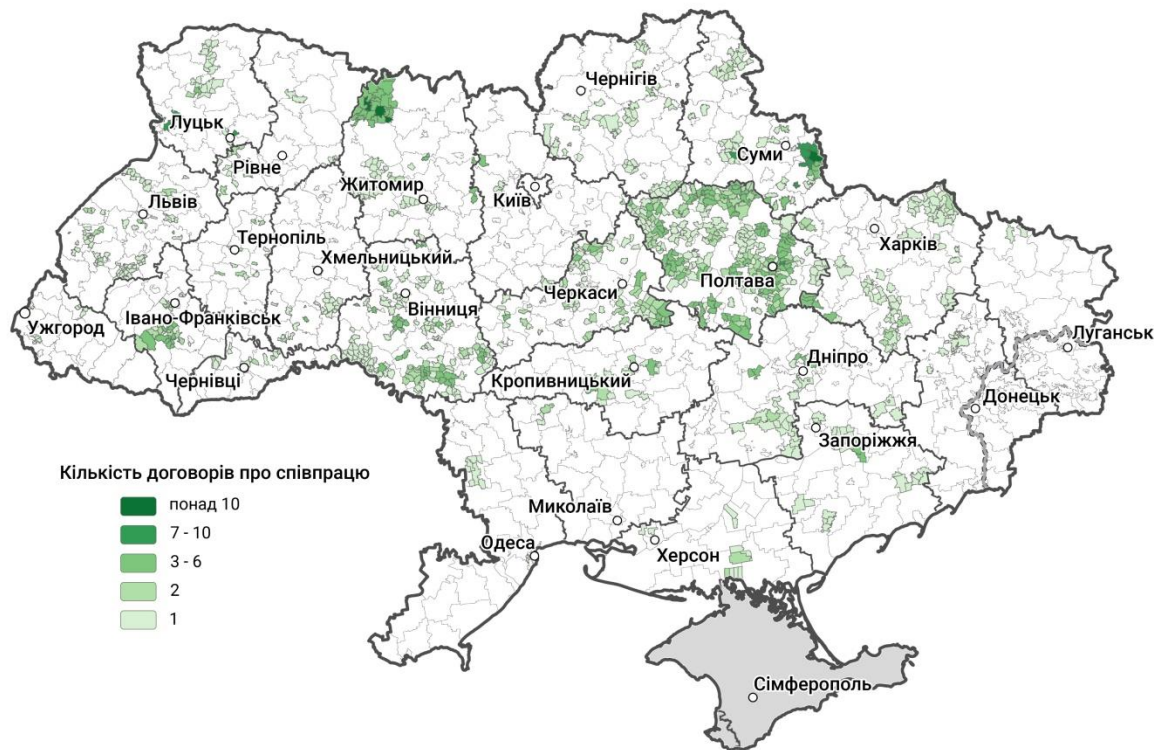 Чернігів
Луцьк
Рівне
Суми
Житомир
Київ
Львів
Харків
Тернопіль
Хмельницький
Полтава
Черкаси
Вінниця
Івано-Франківськ
Ужгород
Луганськ
Дніпро
Чернівці
Кропивницький
Донецьк
Запоріжжя
Кількість договорів про співпрацю
понад 10
7 - 10
3 - 6
2
1
Миколаїв
Одеса
Херсон
Сімферополь